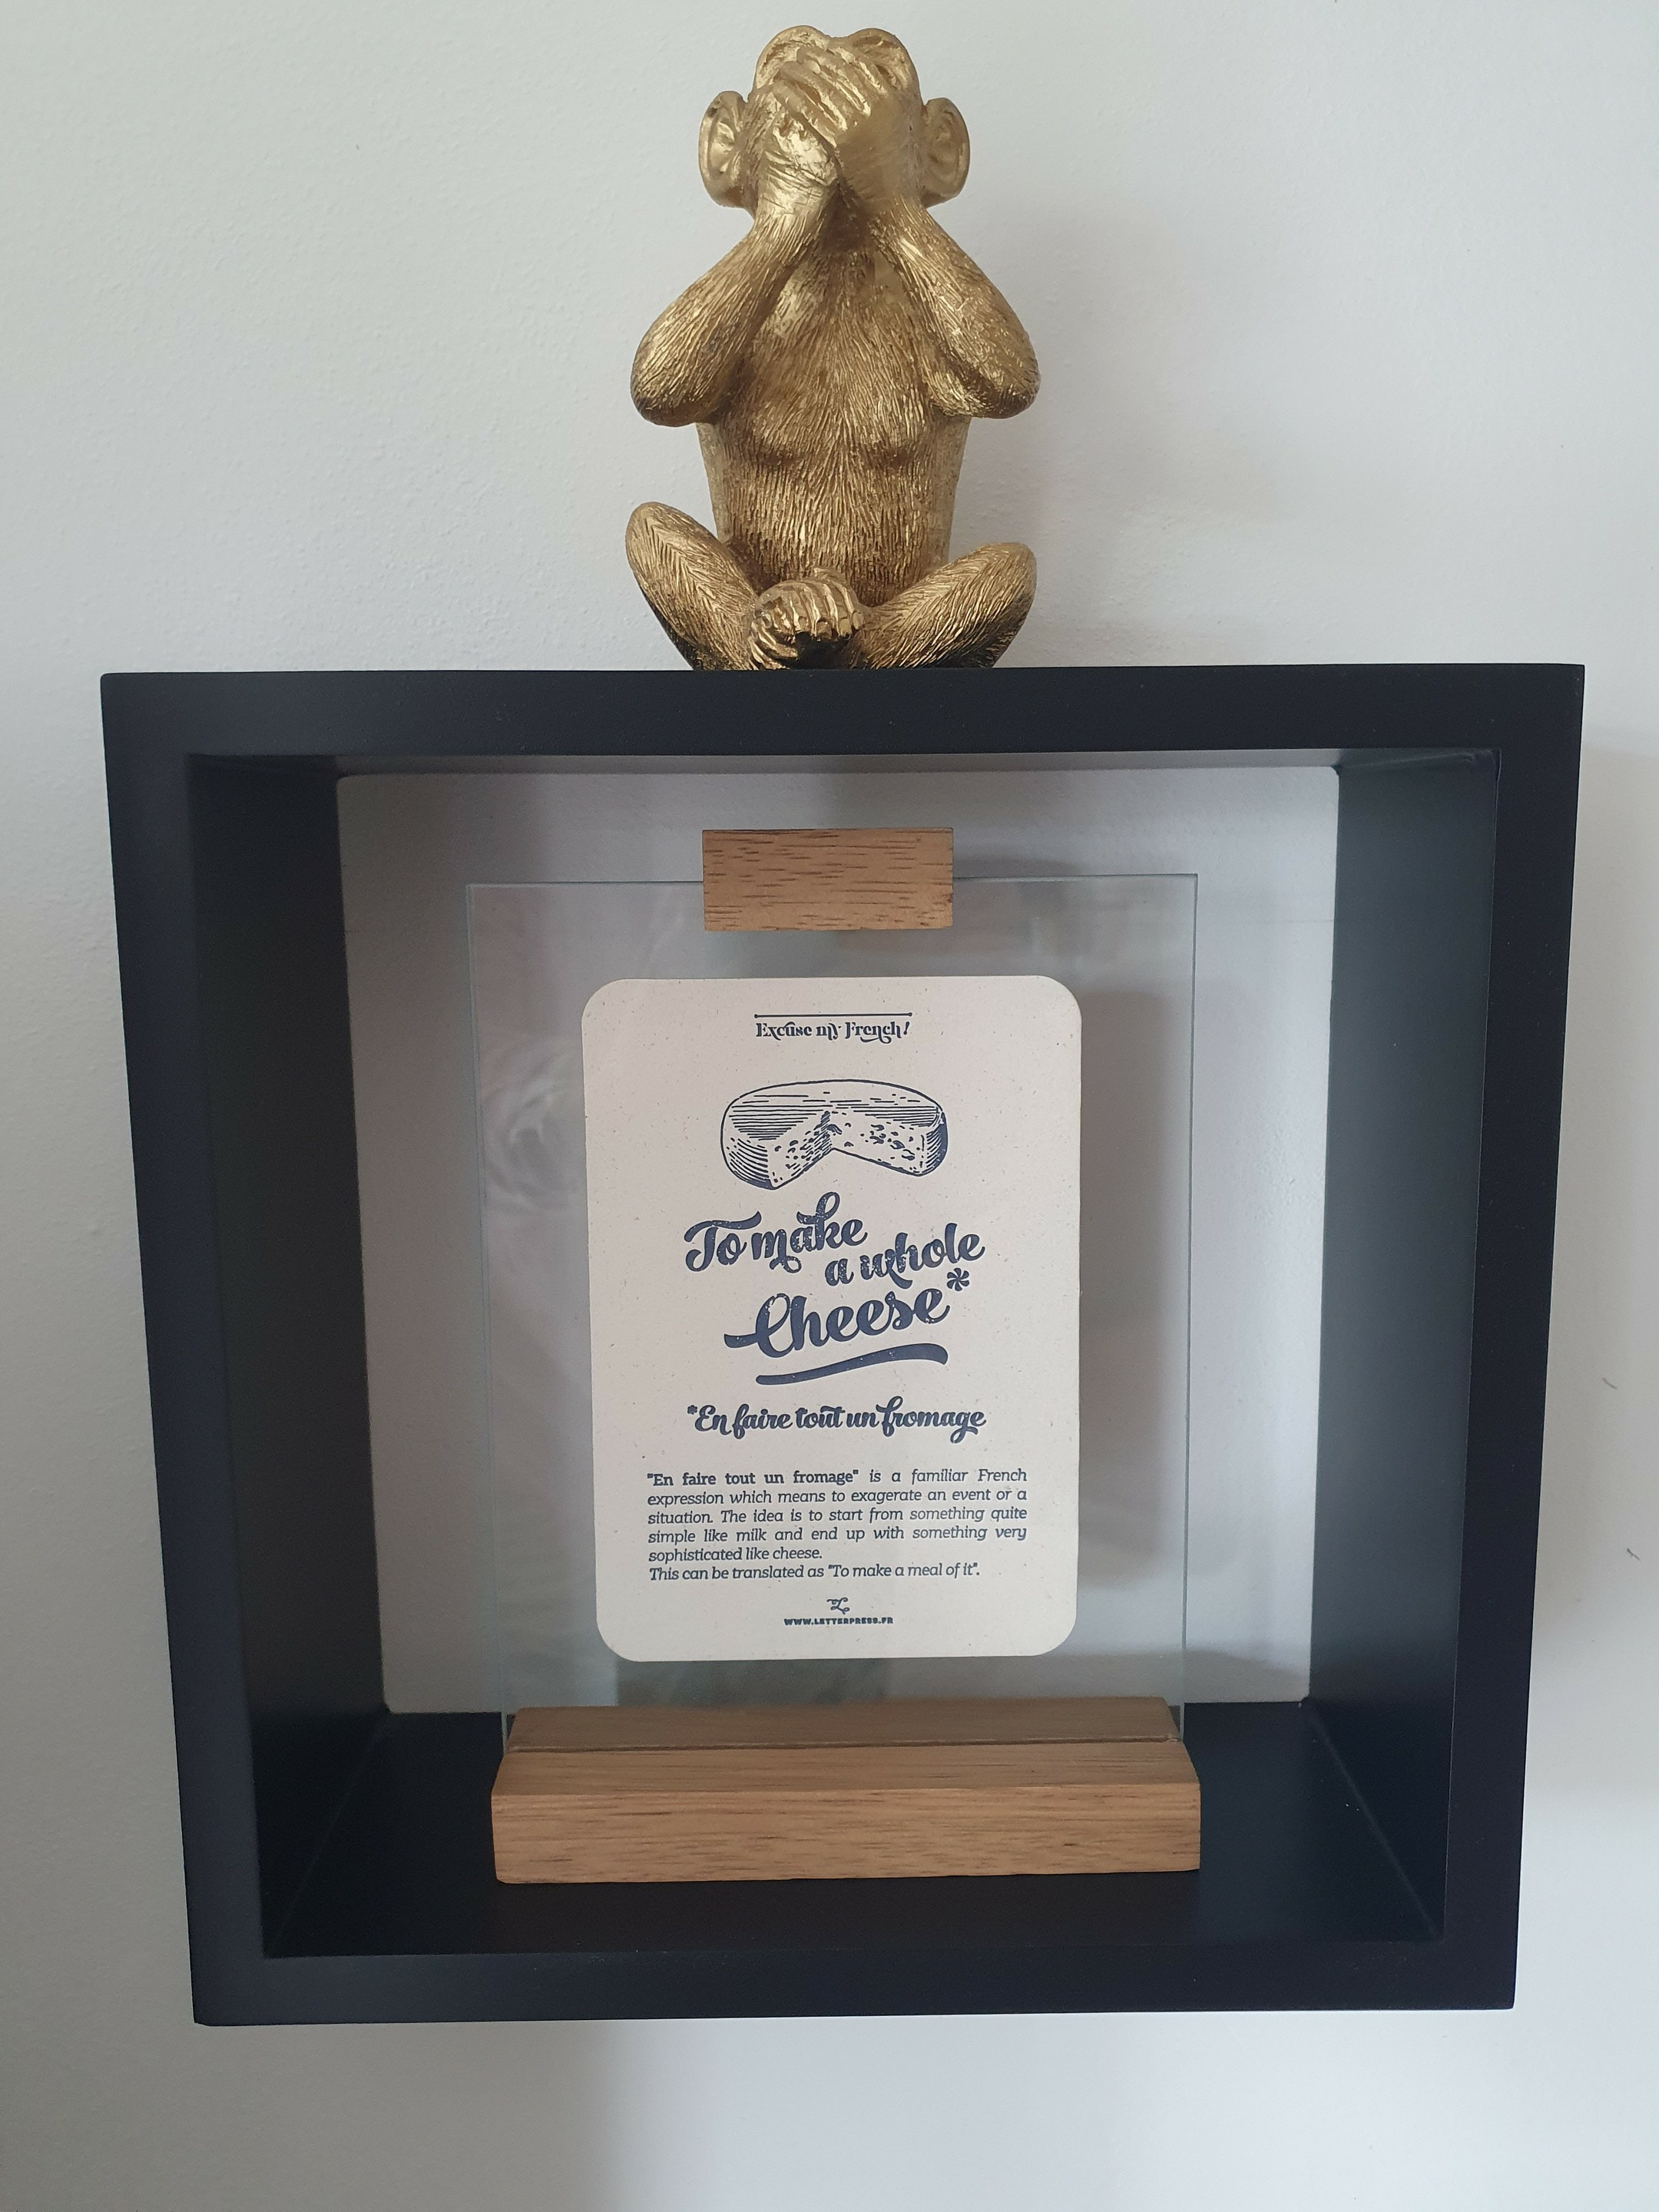 Excuse my French!
To make
a whole
Cheese*
*En faire tout un fromage
"En faire tout un fromage" is a familiar French
expression which means to exagerate an event or a
situation. The idea is to start from something quite
simple like milk and end up with something very
sophisticated like cheese.
This can be translated as "To make a meal of it".
L
WWW.LETTERPRESS.FR